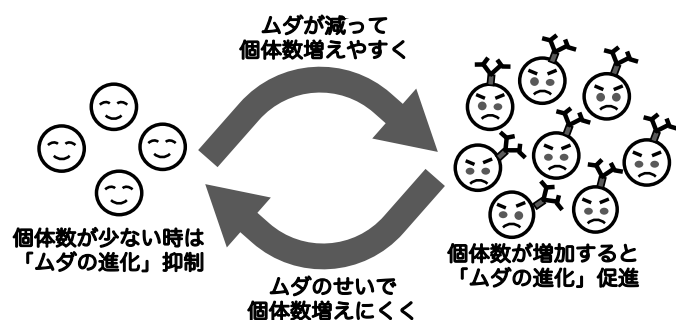 ムダが減って
個体数増えやすく
個体数が少ない時は
「ムダの進化」抑制
個体数が増加すると
「ムダの進化」促進
ムダのせいで
個体数増えにくく